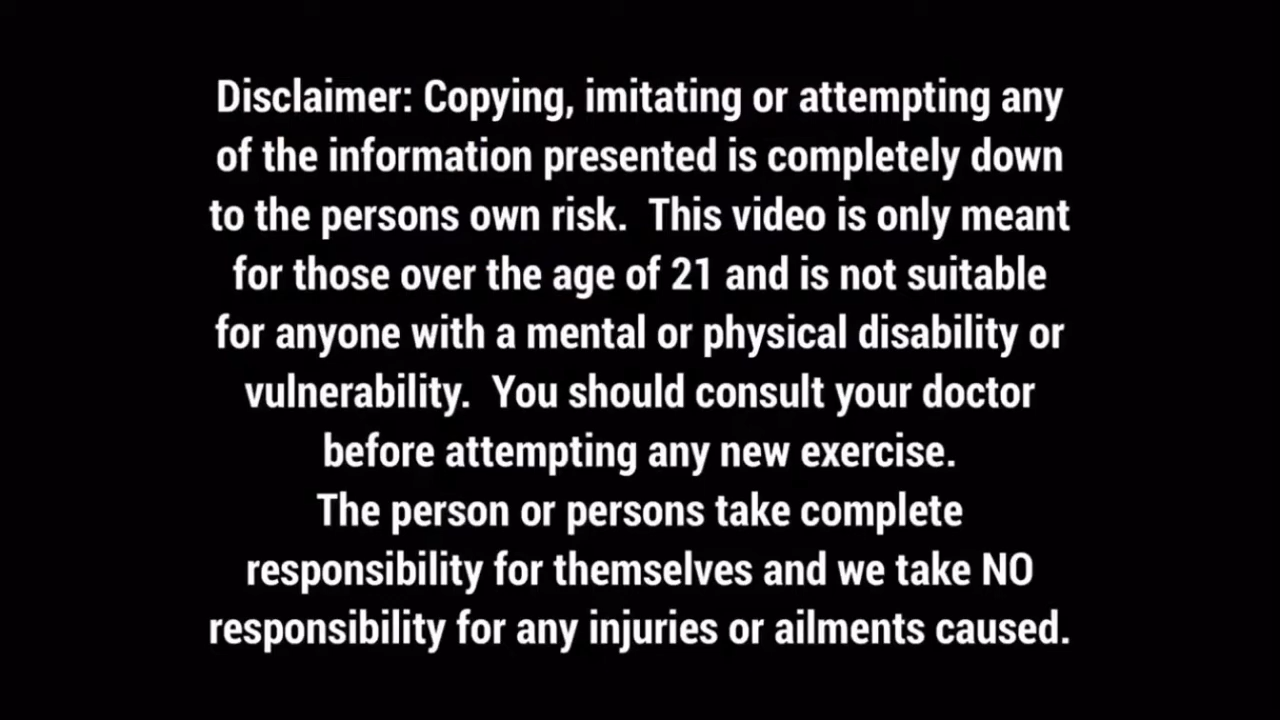 Disclaimer: Copying, imitating or attempting any
of the information presented is completely down
to the persons own risk.  This video is only meant
for those over the age of 21 and is not suitable
for anyone with a mental or physical disability or
vulnerability.  You should consult your doctor
before attempting any new exercise.
The person or persons take complete
responsibility for themselves and we take NO
responsibility for any injuries or ailments caused.